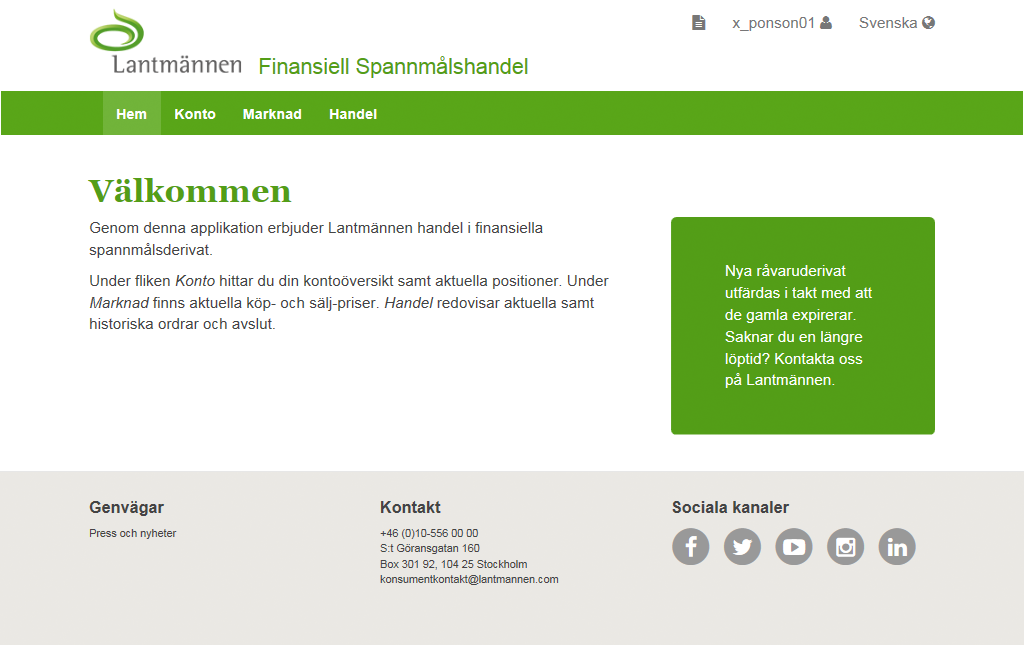 x_ponson01
Svenska
Lantmännen
Finansiell Spannmålshandel
Hem
Konto
Marknad
Handel
Välkommen
Genom denna applikation erbjuder Lantmännen handel i finansiella
spannmålsderivat.
Under fliken Konto hittar du din kontoöversikt samt aktuella positioner. Under
Marknad finns aktuella köp- och sälj-priser. Handel redovisar aktuella samt
historiska ordrar och avslut.
Nya råvaruderivat
utfärdas i takt med att
de gamla expirerar.
Saknar du en längre
löptid? Kontakta oss
på Lantmännen.
Genvägar
Press och nyheter
Kontakt
+46 (0)10-556 00 00
S:t Göransgatan 160
Box 301 92, 104 25 Stockholm
konsumentkontakt@lantmannen.com
Sociala kanaler